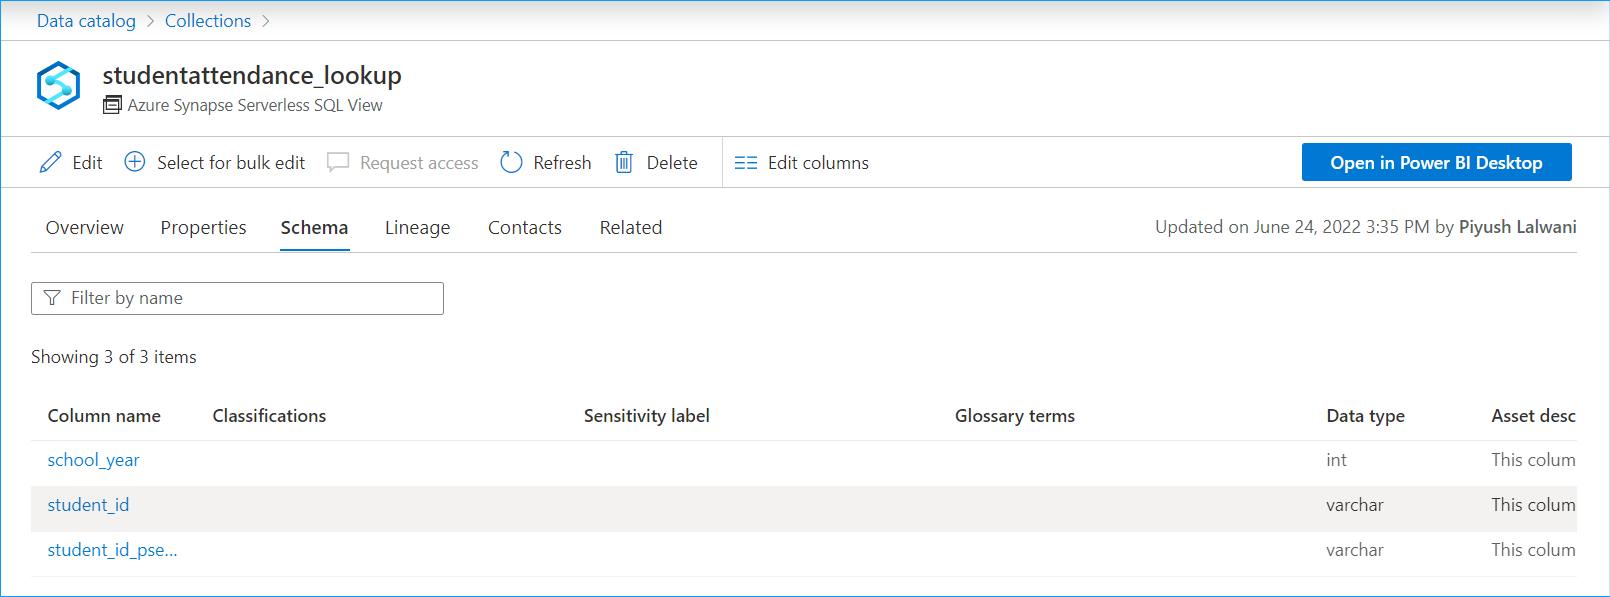 Data catalog > Collections >
studentattendance_lookup
Azure Synapse Serverless SQL View
Edit Select for bulk edit Request access Refresh Delete Edit columns Open in Power BI Desktop
Overview Properties Schema Lineage Contacts Related Updated on June 24, 2022 3:35 PM by Piyush Lalwani
Filter by name
Showing 3 of 3 items
Column name Classifications Sensitivity label Glossary terms Data type Asset desc
school_year int This colum
student_id varchar This colum
student_id_pse... varchar This colum